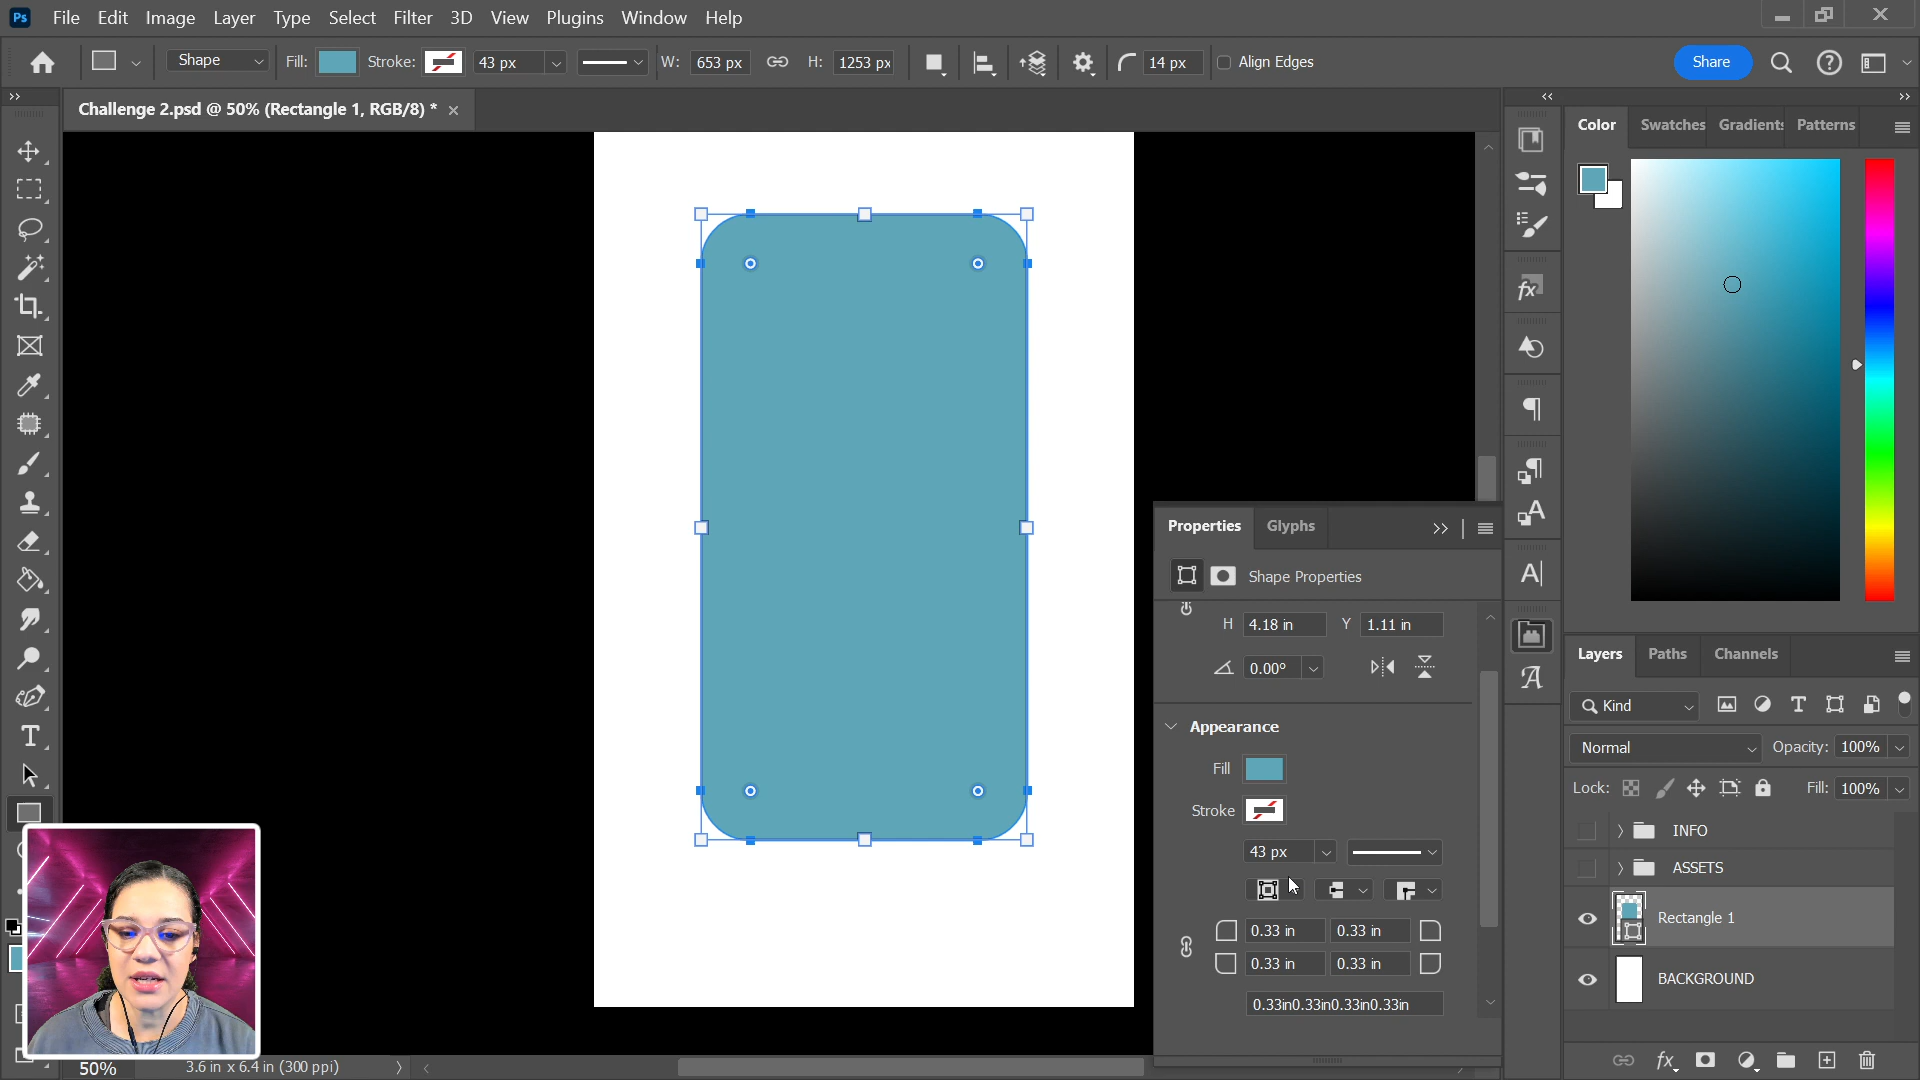 Ps File Edit Image Layer Type Select Filter 3D View Plugins Window Help
Shape Fill: Stroke: 43 px W: 653 px H: 1253 px 14 px Align Edges Share
Challenge 2.psd @ 50% (Rectangle 1, RGB/8) *
Color Swatches Gradients Patterns
Properties Glyphs
Shape Properties
H 4.18 in Y 1.11 in
0.00°
Appearance
Fill
Stroke
43 px
0.33 in 0.33 in
0.33 in 0.33 in
0.33in0.33in0.33in0.33in
Layers Paths Channels
Kind
Normal Opacity: 100%
Lock: Fill: 100%
INFO
ASSETS
Rectangle 1
BACKGROUND
50% 3.6 in x 6.4 in (300 ppi)